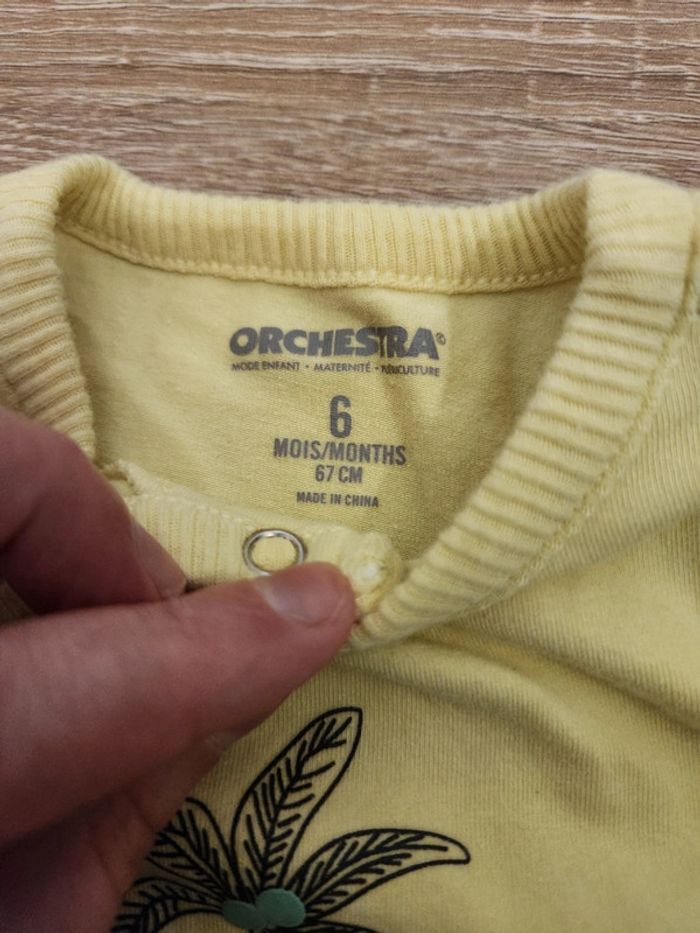 ORCHESTRA®
MODE ENFANT • MATERNITÉ • PUÉRICULTURE
6
MOIS/MONTHS
67 CM
MADE IN CHINA